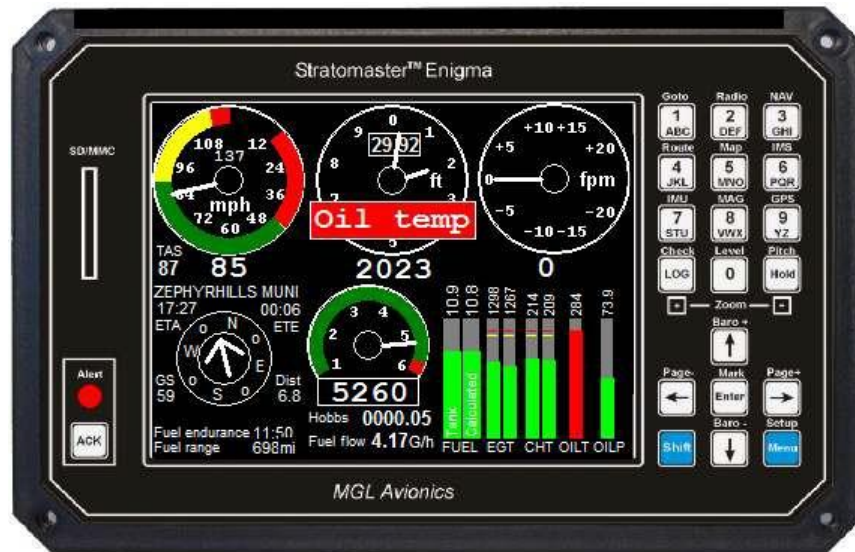 Stratomaster™ Enigma
SD/MMC
Alert
ACK
108 12
137
96 24
84 36
mph
72 60 48
TAS
87 85
0
9 1
29.92
8 2
ft
7
5
2023
+10 +15
+5 +20
0 fpm
-5 -20
-10 -15
0
Oil temp
ZEPHYRHILLS MUNI
17:27 00:06
ETA ETE
N
W E
S
GS
59
Dist
6.8
Fuel endurance 11:50
Fuel range 698mi
3 4
2 5
1 6
5260
Hobbs 0000.05
Fuel flow 4.17G/h
10.9 10.8 1298 1267 214 209 284 73.9
Tank Calculated
FUEL EGT CHT OILT OILP
Goto Radio NAV
1 2 3
ABC DEF GHI
Route Map IMS
4 5 6
JKL MNO PQR
IMU MAG GPS
7 8 9
STU VWX YZ
Check Level Pitch
LOG 0 Hold
+ Zoom -
Baro +
Page- Mark Page+
Enter
Baro - Setup
Shift Menu
MGL Avionics